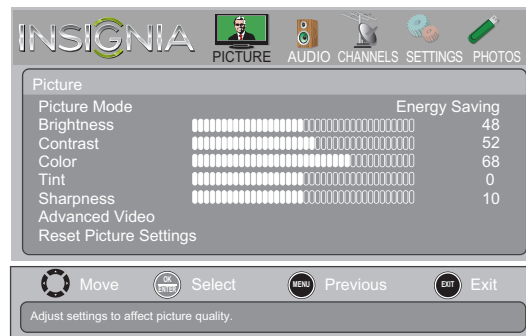 INSIGNIA
PICTURE AUDIO CHANNELS SETTINGS PHOTOS
Picture
Picture Mode Energy Saving
Brightness 48
Contrast 52
Color 68
Tint 0
Sharpness 10
Advanced Video
Reset Picture Settings
Move OK ENTER Select MENU Previous EXIT Exit
Adjust settings to affect picture quality.